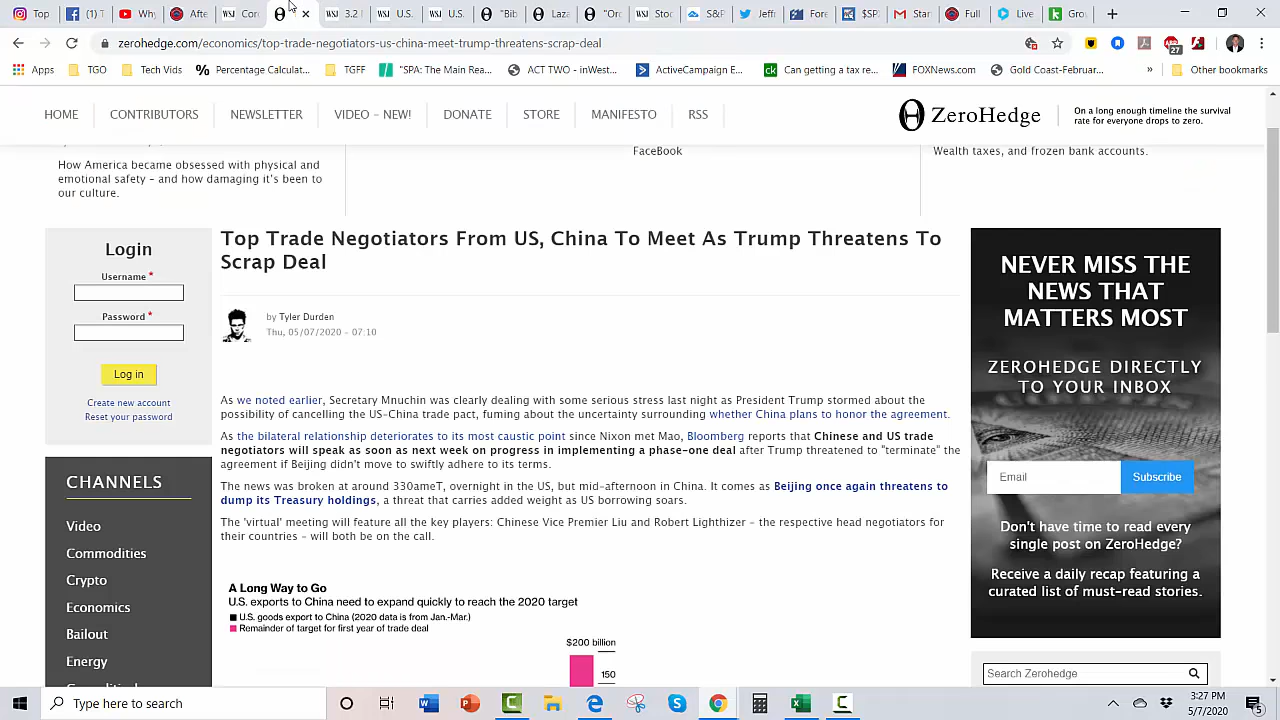 Inst
(1)
Afte
W.S.
U.S.
"Bib
Laze
"Ore
Stoc
S&P
Jeffr
Futu
$SPX
Star
Full
Live
Gro
zerohedge.com/economics/top-trade-negotiators-us-china-meet-trump-threatens-scrap-deal
27
Apps
TGO
Tech Vids
Percentage Calculat...
TGFF
"SPA: The Main Rea...
ACT TWO - inWest...
ActiveCampaign E...
Can getting a tax re...
FOXNews.com
Gold Coast-Februar...
»
Other bookmarks
HOME
CONTRIBUTORS
NEWSLETTER
VIDEO – NEW!
DONATE
STORE
MANIFESTO
RSS
ZeroHedge
On a long enough timeline the survival
rate for everyone drops to zero.
How America became obsessed with physical and
emotional safety – and how damaging it's been to
our culture.
FaceBook
Wealth taxes, and frozen bank accounts.
Login
Username *
Password *
Log in
Create new account
Reset your password
CHANNELS
Video
Commodities
Crypto
Economics
Bailout
Energy
Top Trade Negotiators From US, China To Meet As Trump Threatens To
Scrap Deal
by Tyler Durden
Thu, 05/07/2020 – 07:10
As we noted earlier, Secretary Mnuchin was clearly dealing with some serious stress last night as President Trump stormed about the
possibility of cancelling the US-China trade pact, fuming about the uncertainty surrounding whether China plans to honor the agreement.
As the bilateral relationship deteriorates to its most caustic point since Nixon met Mao, Bloomberg reports that Chinese and US trade
negotiators will speak as soon as next week on progress in implementing a phase-one deal after Trump threatened to "terminate" the
agreement if Beijing didn't move to swiftly adhere to its terms.
The news was broken at around 330amET, overnight in the US, but mid-afternoon in China. It comes as Beijing once again threatens to
dump its Treasury holdings, a threat that carries added weight as US borrowing soars.
The 'virtual' meeting will feature all the key players: Chinese Vice Premier Liu and Robert Lighthizer – the respective head negotiators for
their countries – will both be on the call.
A Long Way to Go
U.S. exports to China need to expand quickly to reach the 2020 target
U.S. goods export to China (2020 data is from Jan.-Mar.)
Remainder of target for first year of trade deal
$200 billion
150
NEVER MISS THE
NEWS THAT
MATTERS MOST
ZEROHEDGE DIRECTLY
TO YOUR INBOX
Email
Subscribe
Don't have time to read every
single post on ZeroHedge?
Receive a daily recap featuring a
curated list of must-read stories.
Search Zerohedge
Type here to search
3:27 PM
5/7/2020
5